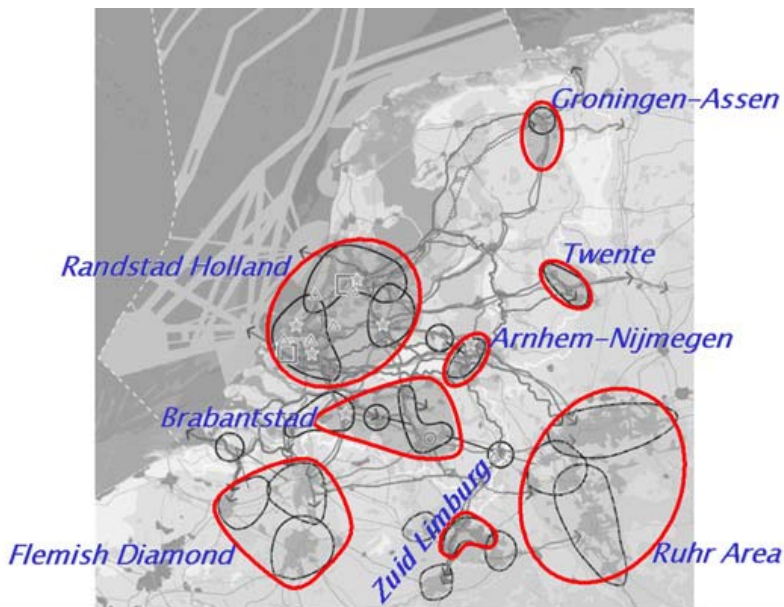 Groningen-Assen
Randstad Holland
Twente
Arnhem-Nijmegen
Brabantstad
Zuid Limburg
Flemish Diamond
Ruhr Area